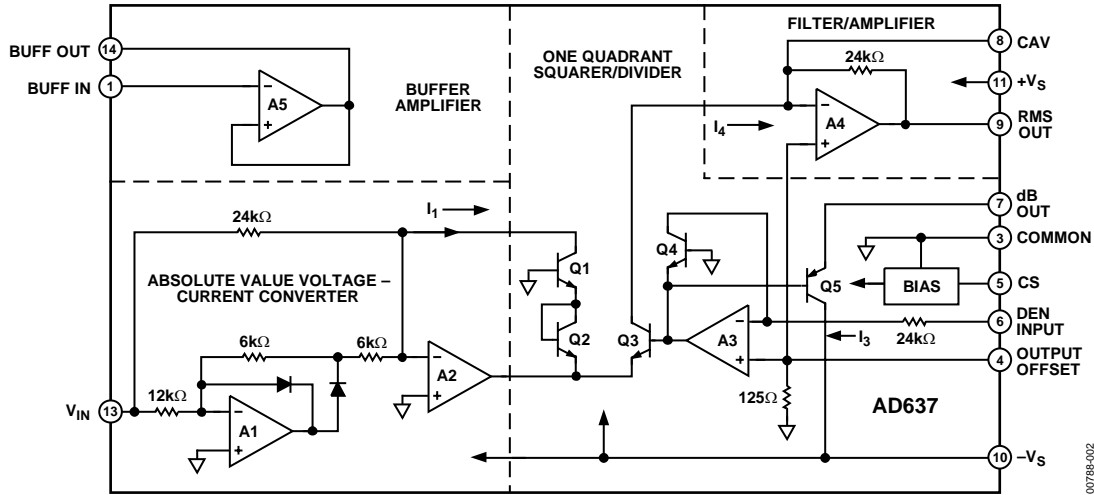 BUFF OUT
14
BUFF IN
1
A5
BUFFER
AMPLIFIER
ONE QUADRANT
SQUARER/DIVIDER
FILTER/AMPLIFIER
24kΩ
I4
A4
8
CAV
11
+VS
9
RMS
OUT
7
dB
OUT
3
COMMON
BIAS
5
CS
6
DEN
INPUT
24kΩ
4
OUTPUT
OFFSET
10
–VS
AD637
I1
24kΩ
ABSOLUTE VALUE VOLTAGE –
CURRENT CONVERTER
6kΩ
6kΩ
12kΩ
VIN
13
A1
A2
Q1
Q2
Q3
Q4
Q5
A3
I3
125Ω
00788-002